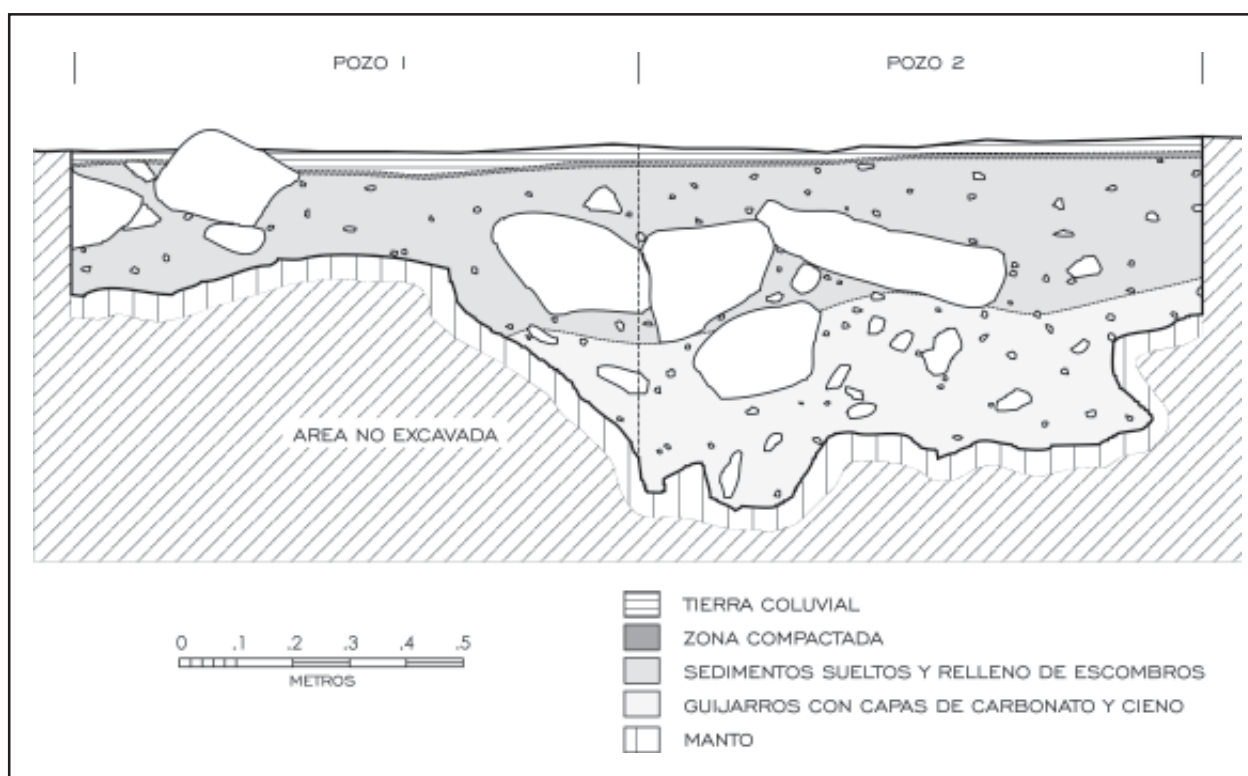 POZO I
POZO 2
AREA NO EXCAVADA
0 .1 .2 .3 .4 .5
METROS
TIERRA COLUVIAL
ZONA COMPACTADA
SEDIMENTOS SUELTOS Y RELLENO DE ESCOMBROS
GUIJARROS CON CAPAS DE CARBONATO Y CIENO
MANTO